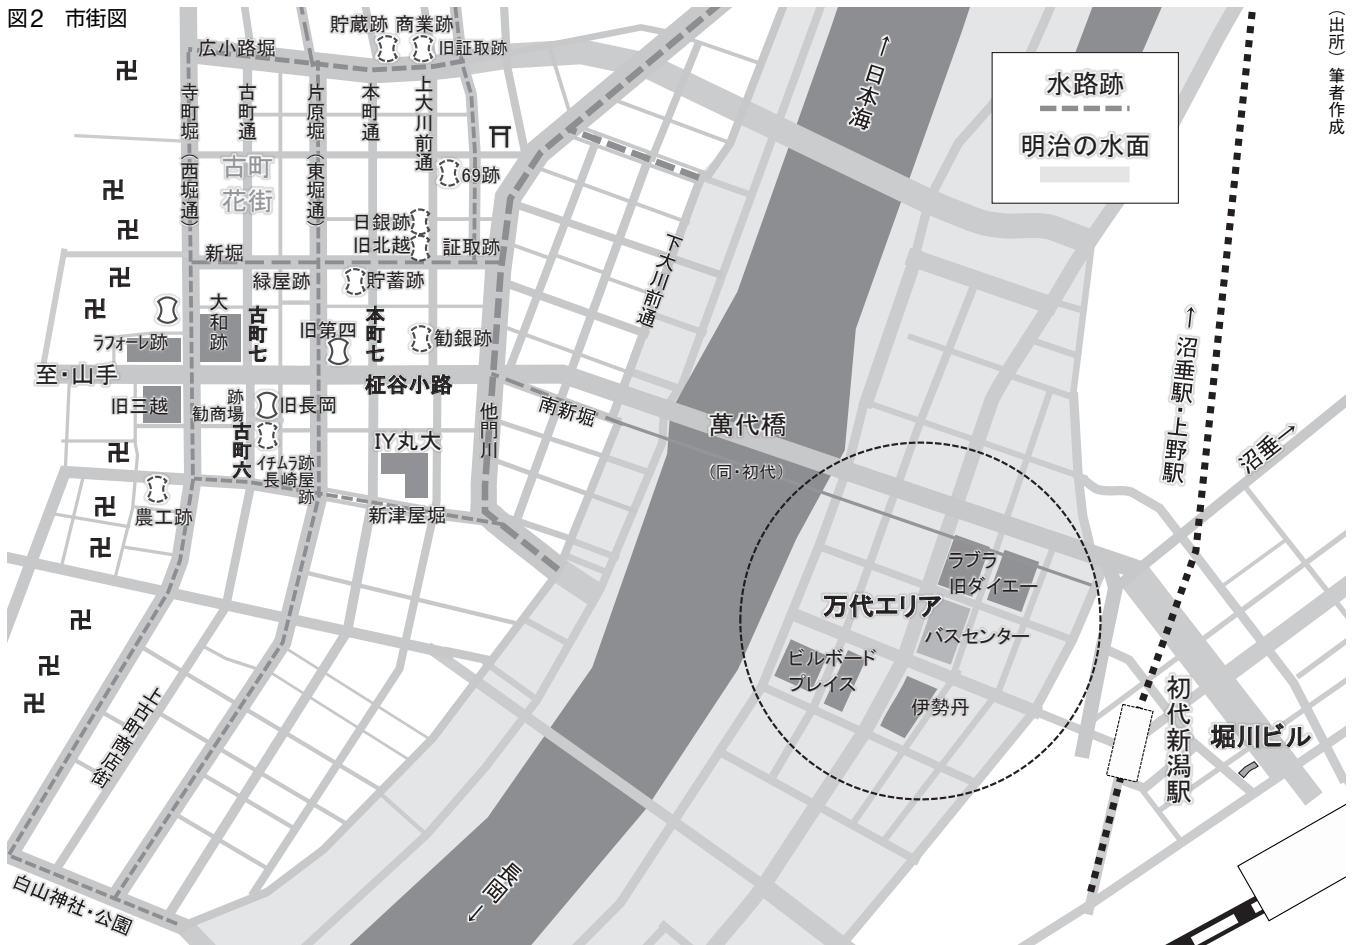 図2　市街図
（出所）筆者作成
水路跡
明治の水面
貯蔵跡
商業跡
旧証取跡
広小路堀
寺町堀（西堀通）
古町通
片原堀（東堀通）
本町通
上大川前通
古町
花街
69跡
日銀跡
旧北越
証取跡
新堀
緑屋跡
貯蓄跡
大和跡
古町七
旧第四
本町七
勧銀跡
ラフォーレ跡
至・山手
柾谷小路
旧三越
跡
勧商場
旧長岡
古町六
イチムラ跡
長崎屋
跡
IY丸大
他門川
農工跡
新津屋堀
南新堀
下大川前通
↑日本海
萬代橋
（同・初代）
万代エリア
ラブラ
旧ダイエー
バスセンター
ビルボード
プレイス
伊勢丹
↑沼垂駅・上野駅
沼垂→
初代新潟駅
堀川ビル
上古町商店街
白山神社・公園
長岡↓